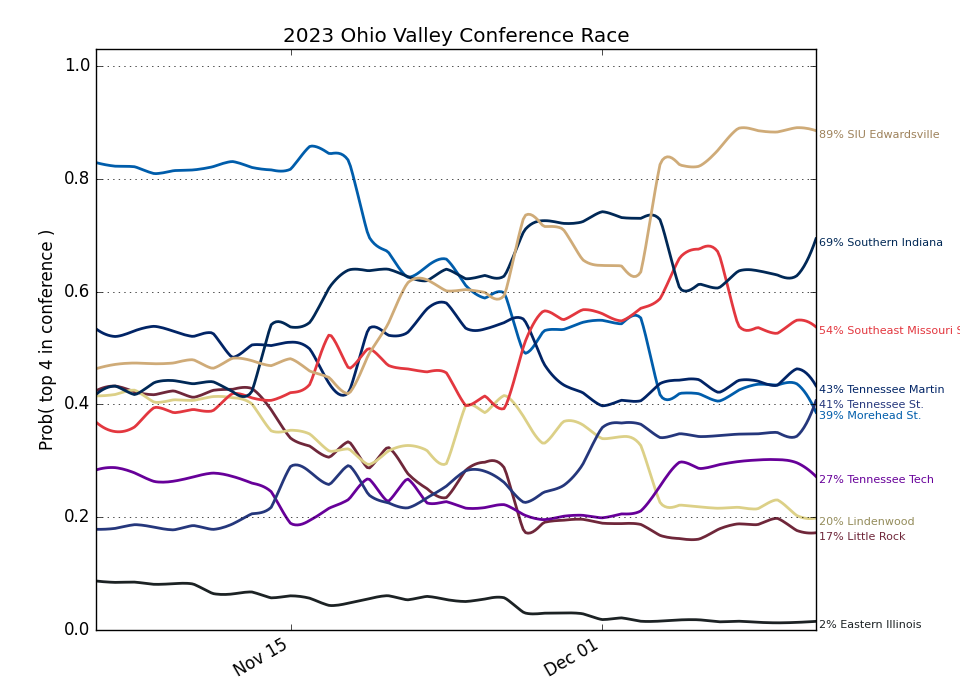 2023 Ohio Valley Conference Race
Prob( top 4 in conference )
1.0
0.8
0.6
0.4
0.2
0.0
Nov 15
Dec 01
89% SIU Edwardsville
69% Southern Indiana
54% Southeast Missouri S
43% Tennessee Martin
41% Tennessee St.
39% Morehead St.
27% Tennessee Tech
20% Lindenwood
17% Little Rock
2% Eastern Illinois